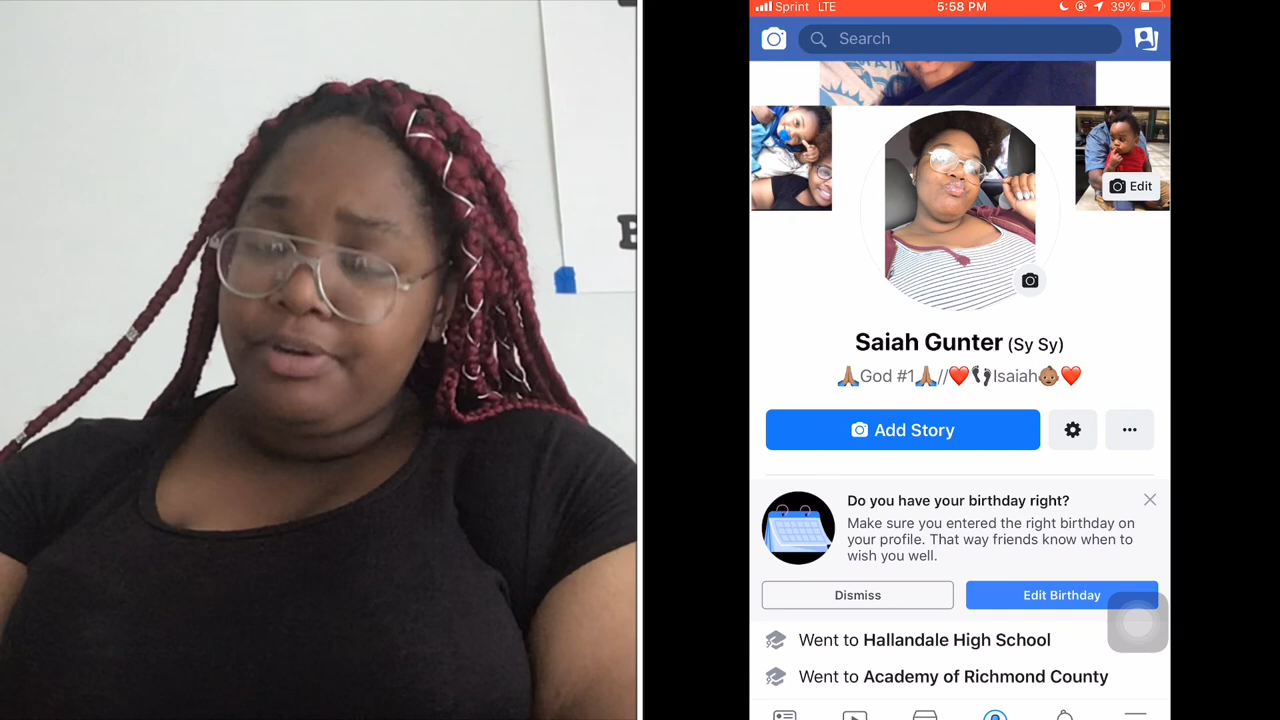 Sprint LTE 5:58 PM 39%
Search
Edit
Saiah Gunter (Sy Sy)
🙏🏽God #1🙏🏽//❤️👣Isaiah👶🏽❤️
Add Story
Do you have your birthday right?
Make sure you entered the right birthday on
your profile. That way friends know when to
wish you well.
Dismiss
Edit Birthday
Went to Hallandale High School
Went to Academy of Richmond County